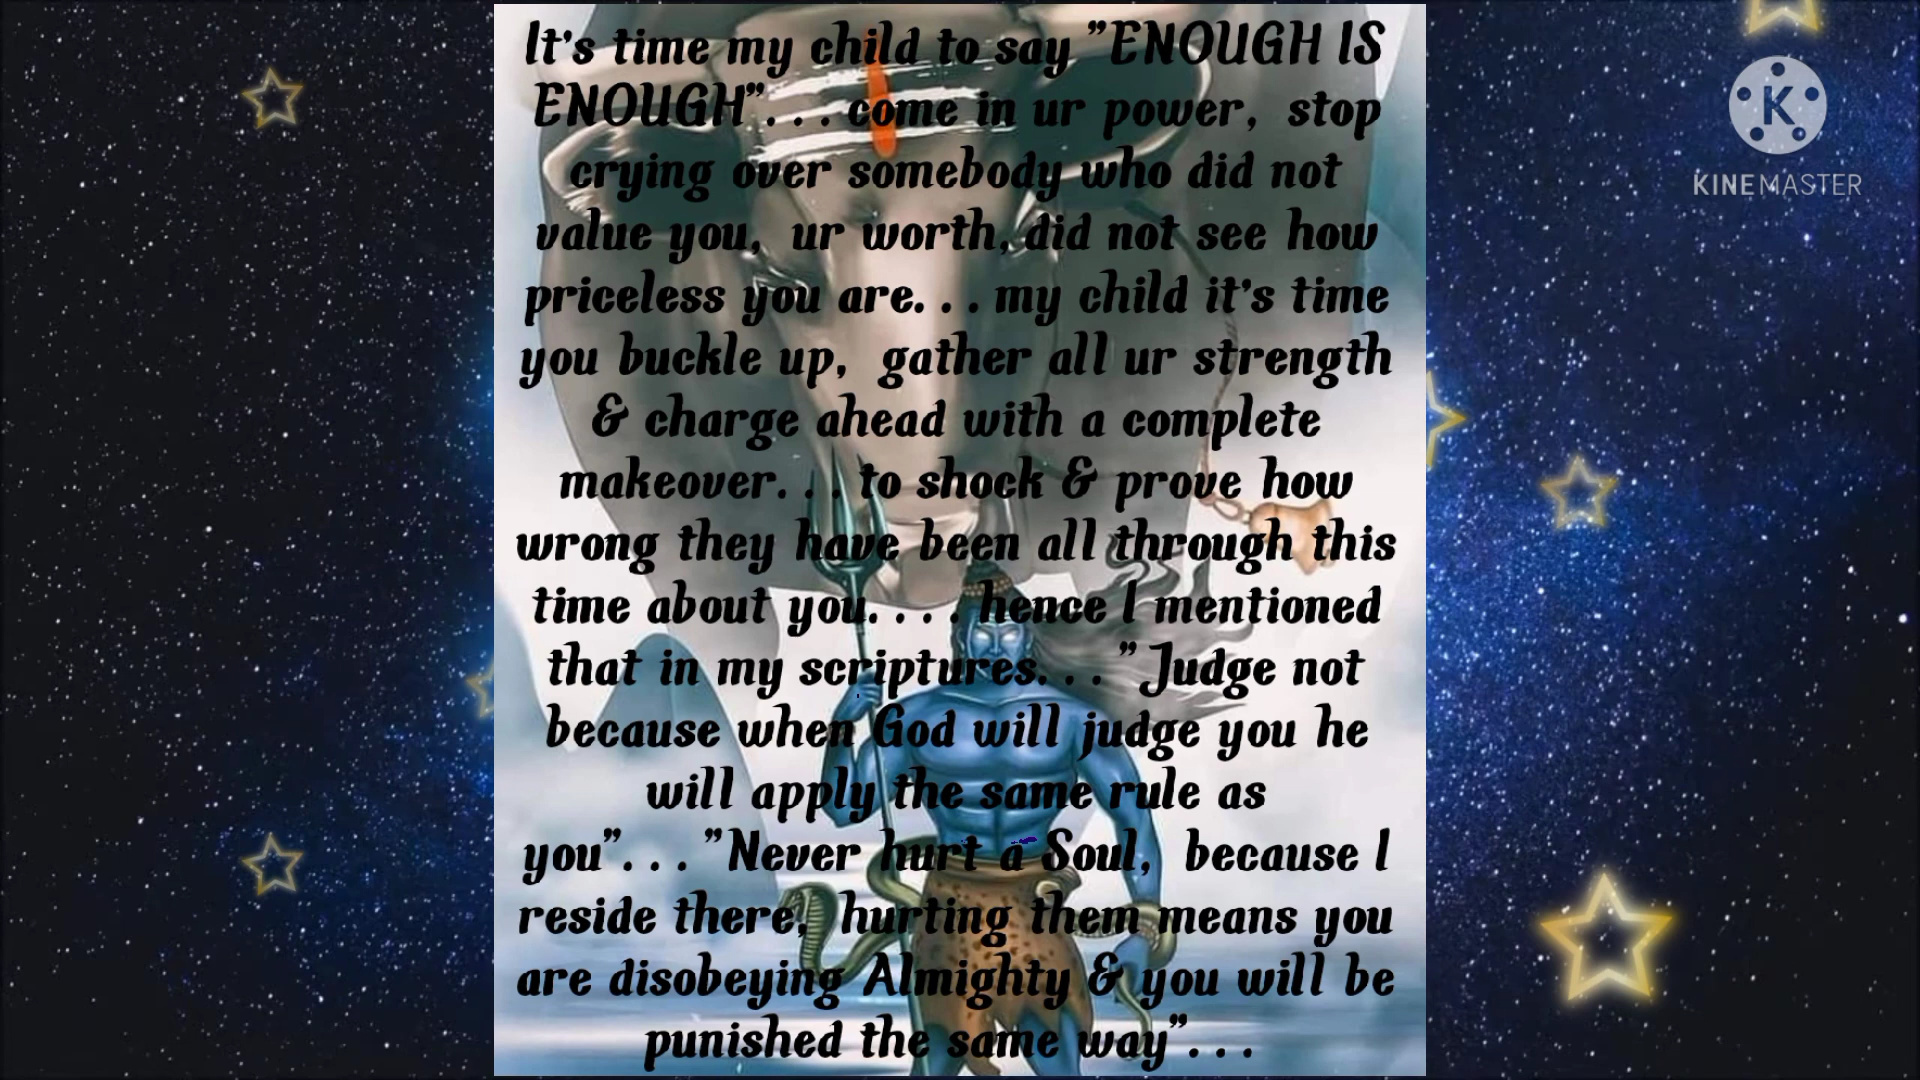 It's time my child to say "ENOUGH IS
ENOUGH". . . come in ur power, stop
crying over somebody who did not
value you, ur worth, did not see how
priceless you are. . . my child it's time
you buckle up, gather all ur strength
& charge ahead with a complete
makeover. . . to shock & prove how
wrong they have been all through this
time about you. . . . hence I mentioned
that in my scriptures. . . "Judge not
because when God will judge you he
will apply the same rule as
you". . . "Never hurt a Soul, because I
reside there, hurting them means you
are disobeying Almighty & you will be
punished the same way". . .
K
KINEMASTER